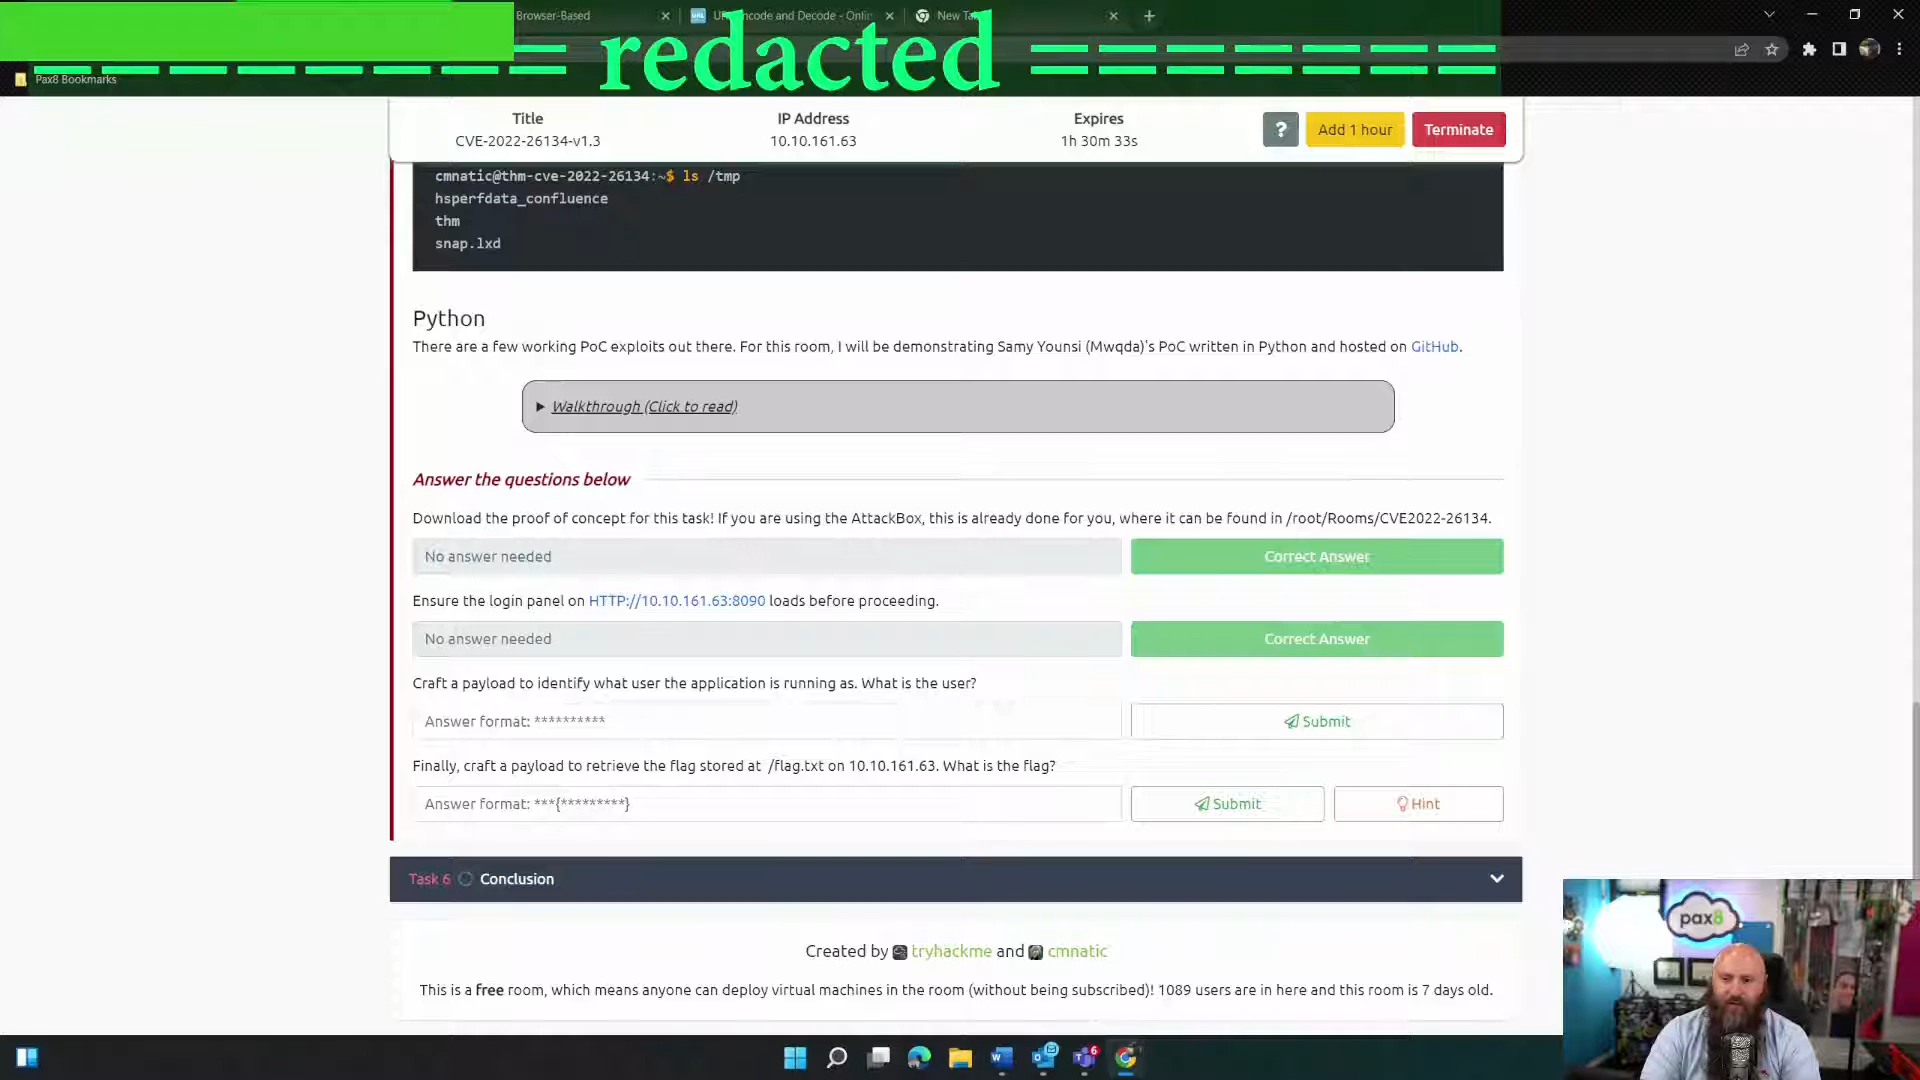 Browser-Based
URL Encode and Decode - Onlin
New Ta
redacted
Pax8 Bookmarks
Title
CVE-2022-26134-v1.3
IP Address
10.10.161.63
Expires
1h 30m 33s
?
Add 1 hour
Terminate
cmnatic@thm-cve-2022-26134:~$ ls /tmp
hsperfdata_confluence
thm
snap.lxd
Python
There are a few working PoC exploits out there. For this room, I will be demonstrating Samy Younsi (Mwqda)'s PoC written in Python and hosted on GitHub.
Walkthrough (Click to read)
Answer the questions below
Download the proof of concept for this task! If you are using the AttackBox, this is already done for you, where it can be found in /root/Rooms/CVE2022-26134.
No answer needed
Correct Answer
Ensure the login panel on HTTP://10.10.161.63:8090 loads before proceeding.
No answer needed
Correct Answer
Craft a payload to identify what user the application is running as. What is the user?
Answer format: **********
Submit
Finally, craft a payload to retrieve the flag stored at /flag.txt on 10.10.161.63. What is the flag?
Answer format: ***{*********}
Submit
Hint
Task 6 Conclusion
Created by tryhackme and cmnatic
This is a free room, which means anyone can deploy virtual machines in the room (without being subscribed)! 1089 users are in here and this room is 7 days old.
pax8
6